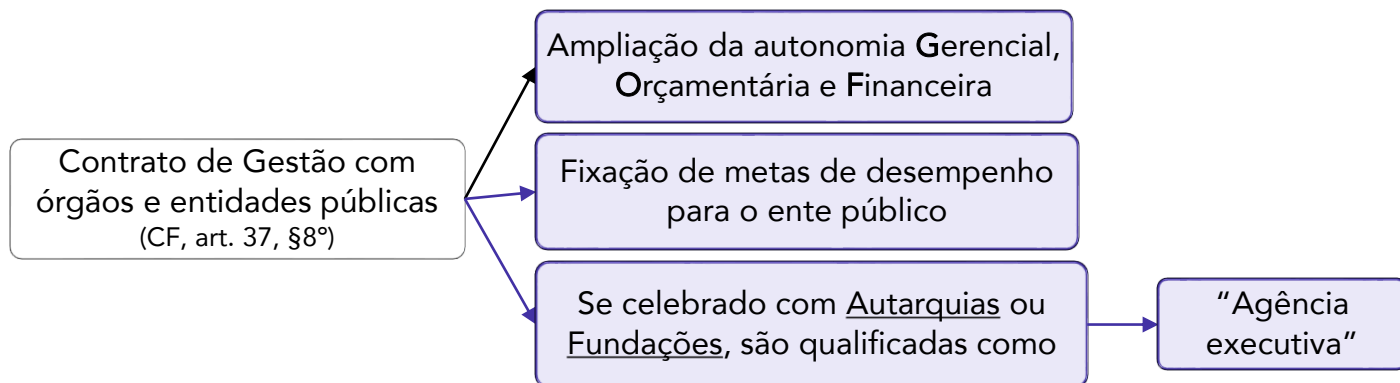 Ampliação da autonomia Gerencial,
Orçamentária e Financeira
Contrato de Gestão com
órgãos e entidades públicas
(CF, art. 37, §8º)
Fixação de metas de desempenho
para o ente público
Se celebrado com Autarquias ou
Fundações, são qualificadas como
“Agência
executiva”